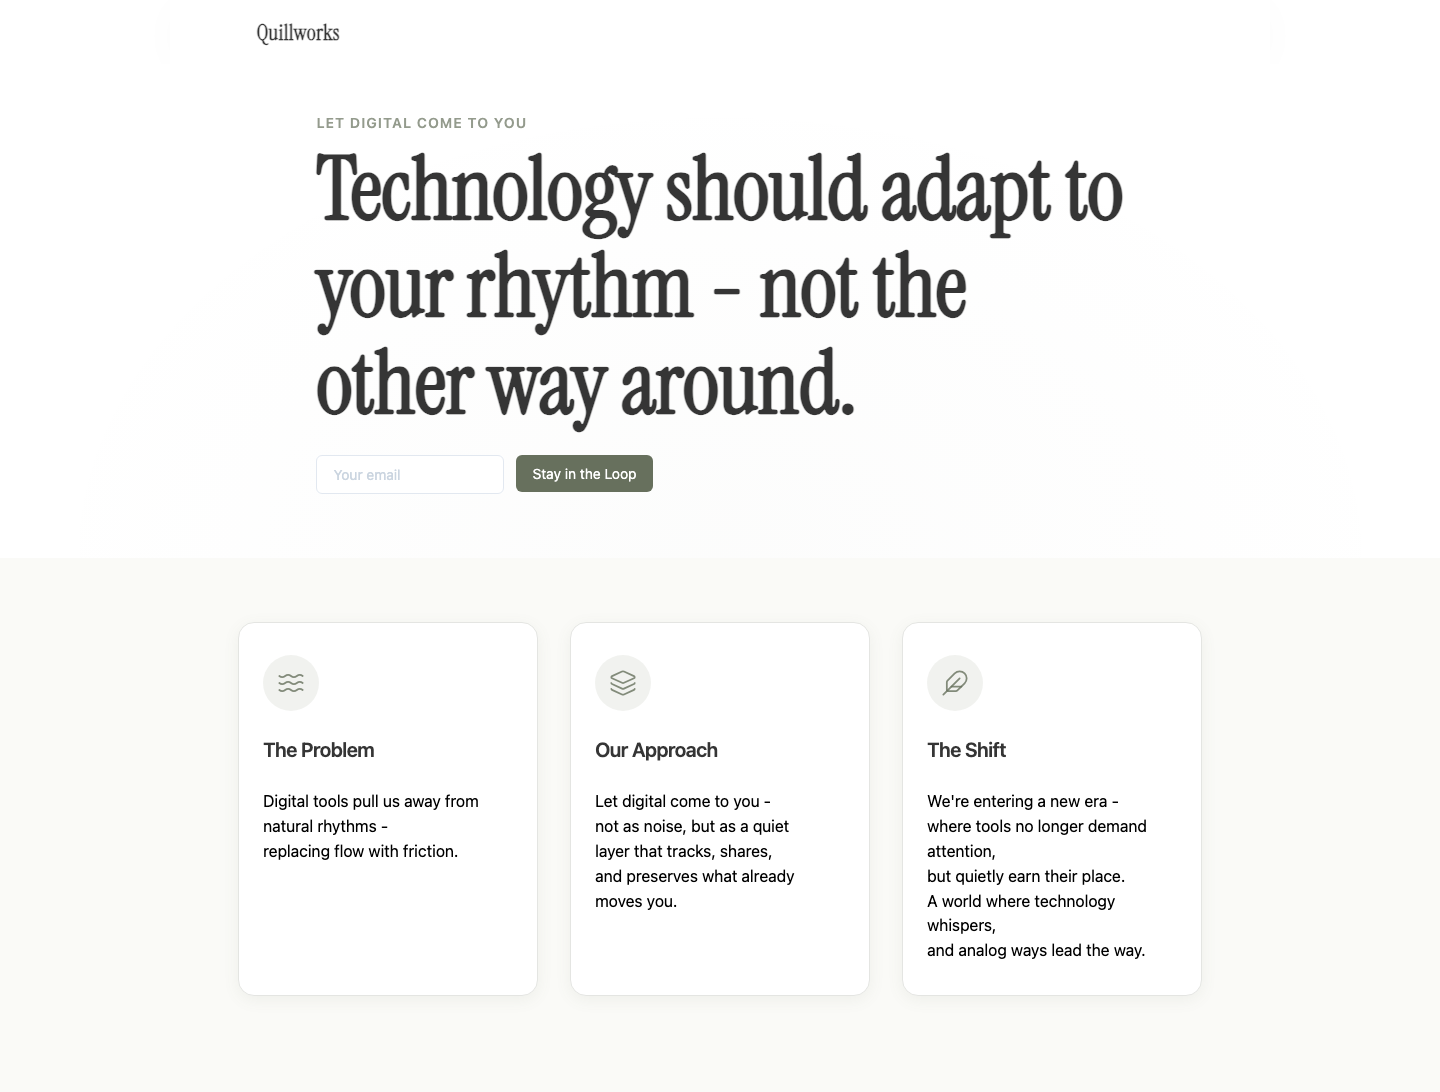 Quillworks
LET DIGITAL COME TO YOU
Technology should adapt to
your rhythm - not the
other way around.
Your email
Stay in the Loop
The Problem
Digital tools pull us away from
natural rhythms -
replacing flow with friction.
Our Approach
Let digital come to you -
not as noise, but as a quiet
layer that tracks, shares,
and preserves what already
moves you.
The Shift
We're entering a new era -
where tools no longer demand
attention,
but quietly earn their place.
A world where technology
whispers,
and analog ways lead the way.